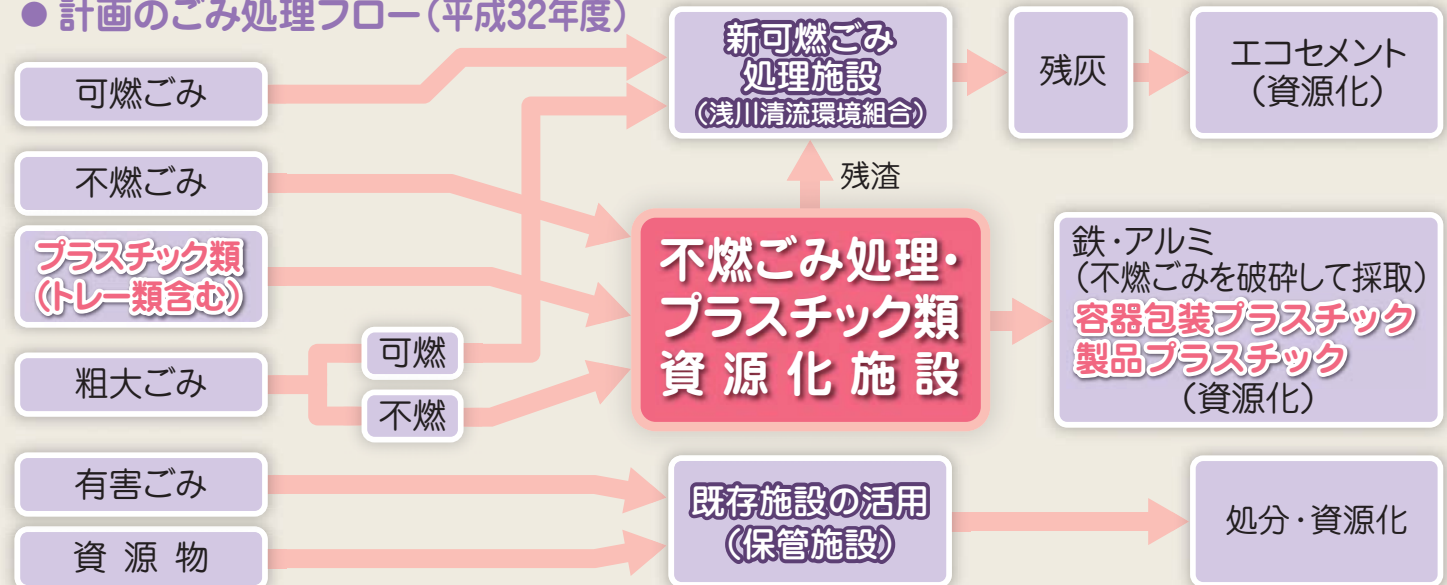 ● 計画のごみ処理フロー(平成32年度)
可燃ごみ
不燃ごみ
プラスチック類
(トレー類含む)
粗大ごみ
可燃
不燃
有害ごみ
資源物
新可燃ごみ
処理施設
(浅川清流環境組合)
残渣
不燃ごみ処理・
プラスチック類
資源化施設
既存施設の活用
(保管施設)
残灰
エコセメント
(資源化)
鉄・アルミ
(不燃ごみを破砕して採取)
容器包装プラスチック
製品プラスチック
(資源化)
処分・資源化